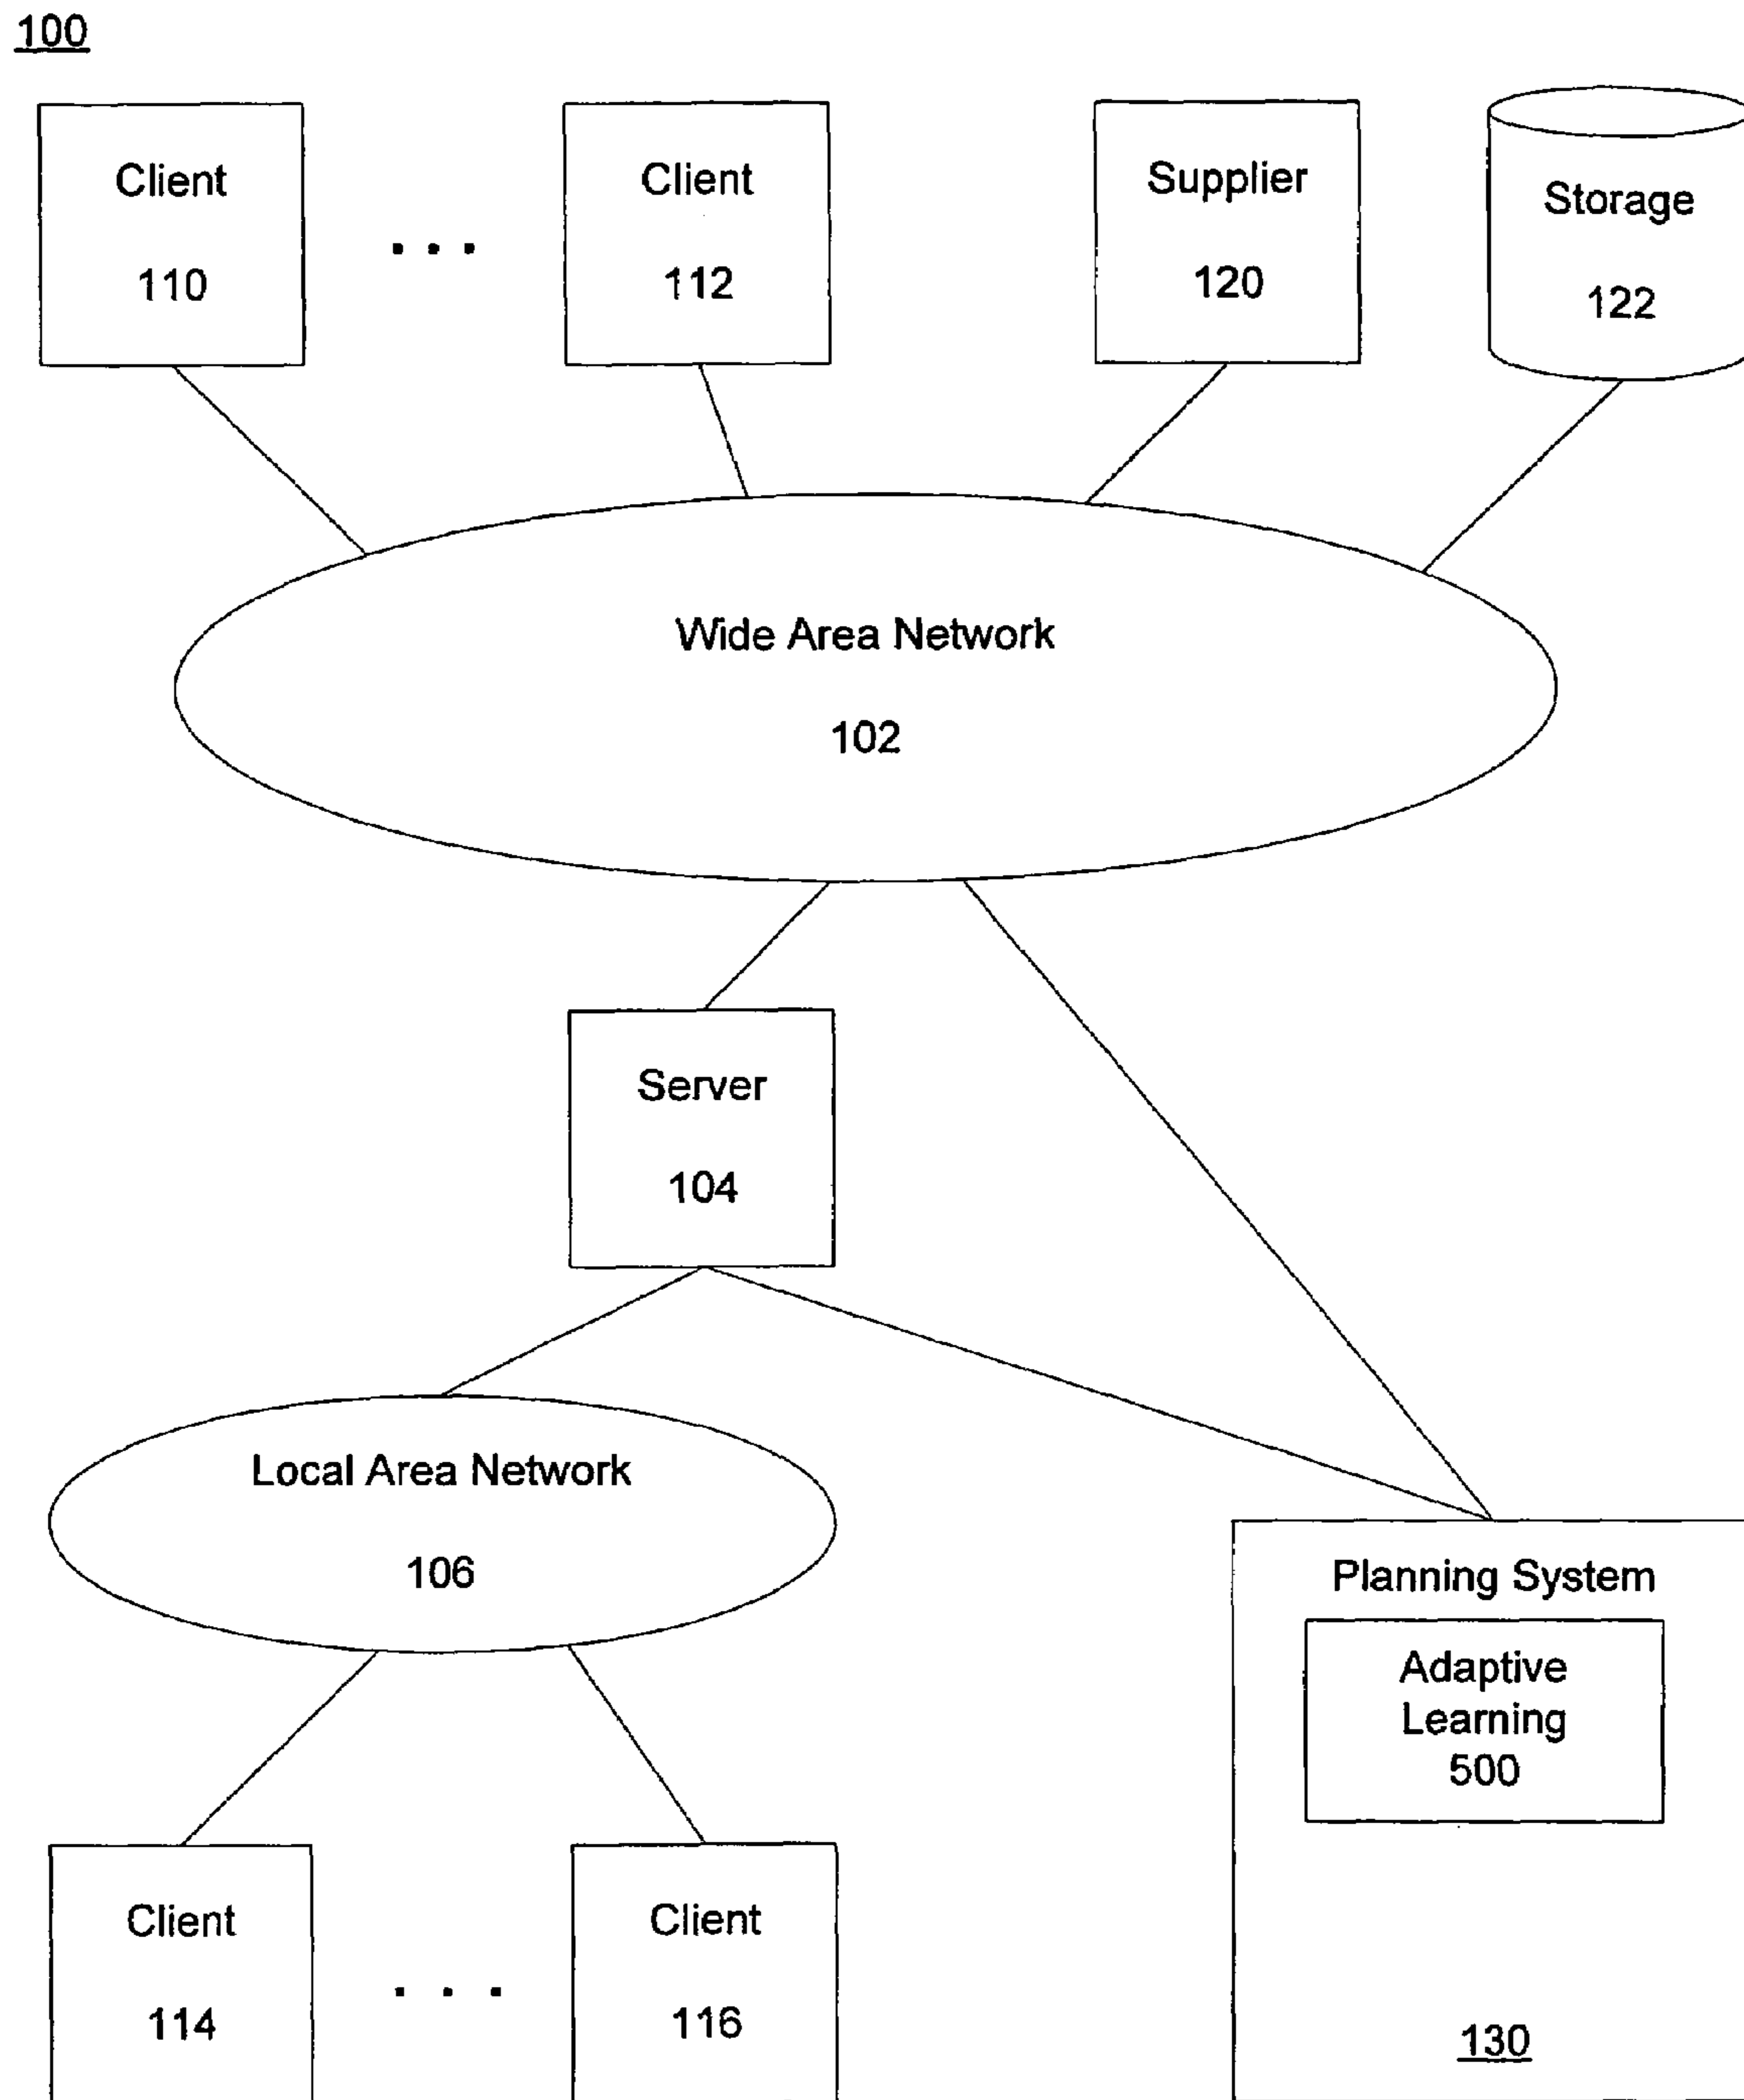 100
Client
110
. . .
Client
112
Supplier
120
Storage
122
Wide Area Network
102
Server
104
Local Area Network
106
Planning System
Adaptive
Learning
500
130
Client
114
. . .
Client
116